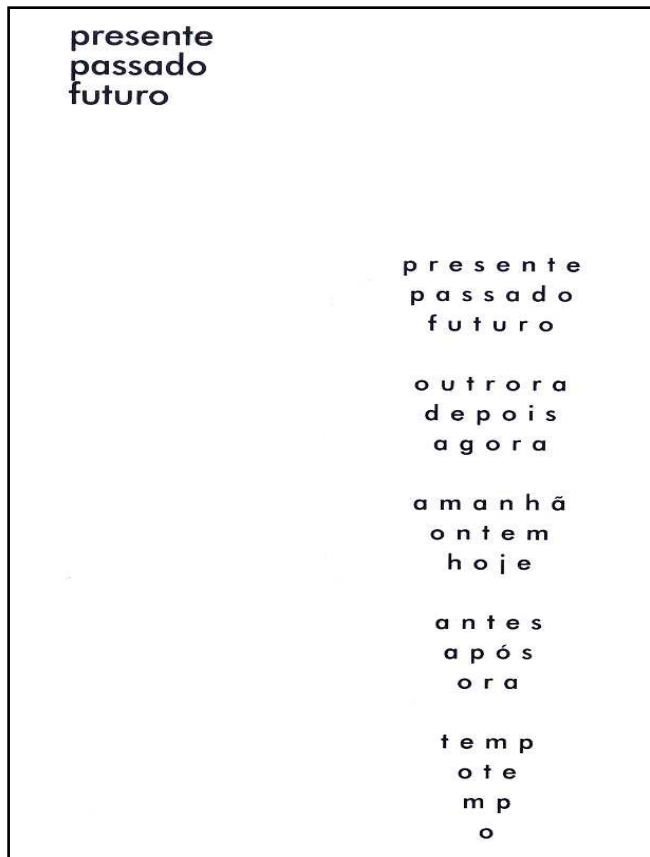 presente
passado
futuro
p r e s e n t e
p a s s a d o
f u t u r o
o u t r o r a
d e p o i s
a g o r a
a m a n h ã
o n t e m
h o j e
a n t e s
a p ó s
o r a
t e m p
o t e
m p
o